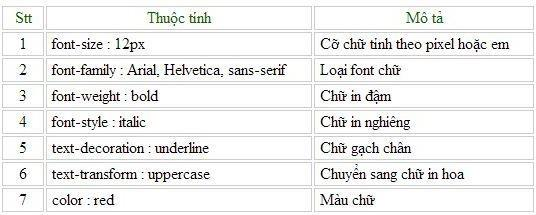 Stt Thuộc tính Mô tả
1 font-size : 12px Cỡ chữ tính theo pixel hoặc em
2 font-family : Arial, Helvetica, sans-serif Loại font chữ
3 font-weight : bold Chữ in đậm
4 font-style : italic Chữ in nghiêng
5 text-decoration : underline Chữ gạch chân
6 text-transform : uppercase Chuyển sang chữ in hoa
7 color : red Màu chữ